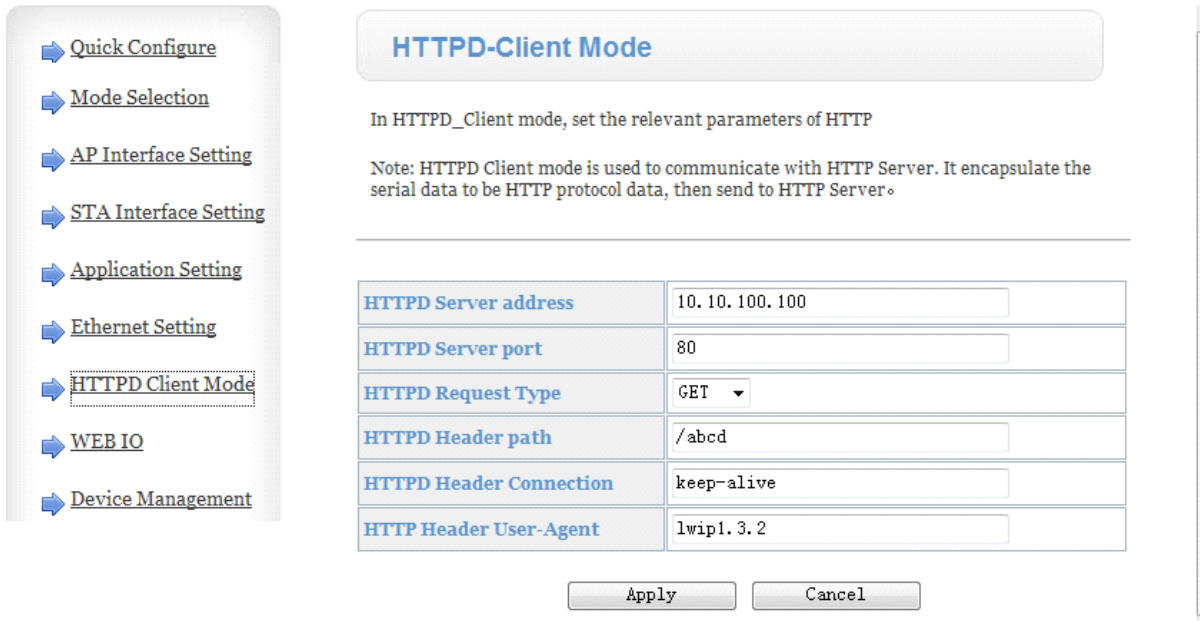 Quick Configure
Mode Selection
AP Interface Setting
STA Interface Setting
Application Setting
Ethernet Setting
HTTPD Client Mode
WEB IO
Device Management
HTTPD-Client Mode
In HTTPD_Client mode, set the relevant parameters of HTTP
Note: HTTPD Client mode is used to communicate with HTTP Server. It encapsulate the
serial data to be HTTP protocol data, then send to HTTP Server。
HTTPD Server address 10.10.100.100
HTTPD Server port 80
HTTPD Request Type GET
HTTPD Header path /abcd
HTTPD Header Connection keep-alive
HTTP Header User-Agent lwip1.3.2
Apply Cancel